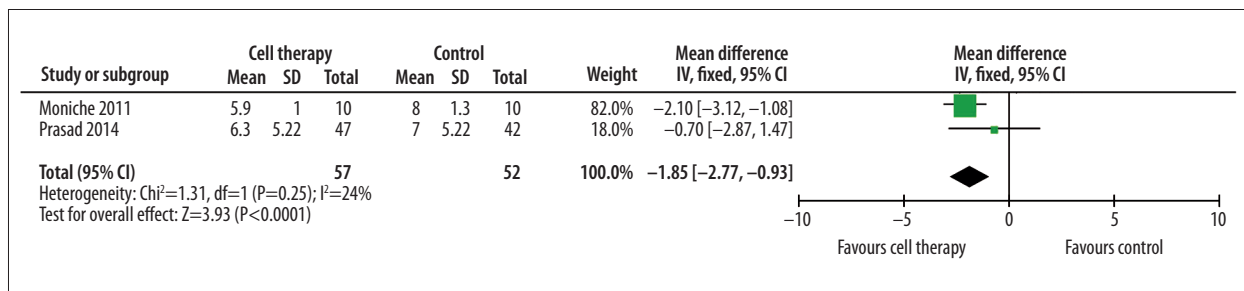 Cell therapy Control Mean difference Mean difference
Study or subgroup Mean SD Total Mean SD Total Weight IV, fixed, 95% CI IV, fixed, 95% CI
Moniche 2011 5.9 1 10 8 1.3 10 82.0% −2.10 [−3.12, −1.08]
Prasad 2014 6.3 5.22 47 7 5.22 42 18.0% −0.70 [−2.87, 1.47]
Total (95% CI) 57 52 100.0% −1.85 [−2.77, −0.93]
Heterogeneity: Chi²=1.31, df=1 (P=0.25); I²=24%
Test for overall effect: Z=3.93 (P<0.0001)
−10 −5 0 5 10
Favours cell therapy Favours control